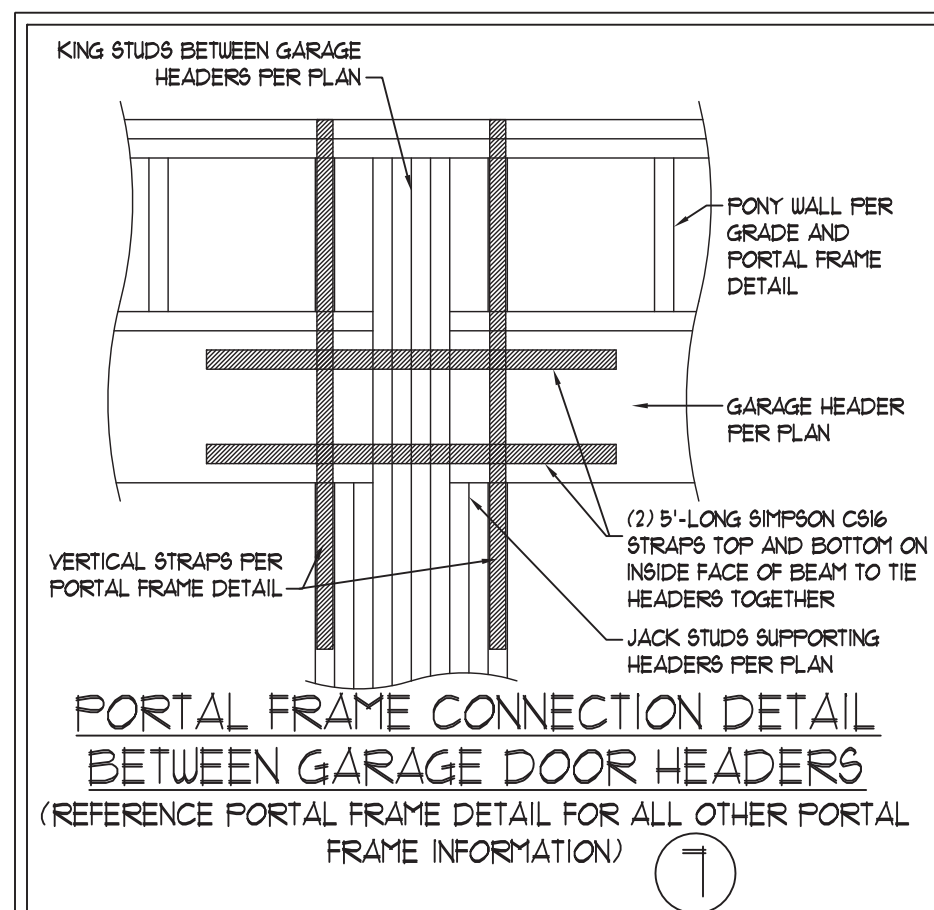 KING STUDS BETWEEN GARAGE
HEADERS PER PLAN
PONY WALL PER
GRADE AND
PORTAL FRAME
DETAIL
GARAGE HEADER
PER PLAN
(2) 5'-LONG SIMPSON CS16
STRAPS TOP AND BOTTOM ON
INSIDE FACE OF BEAM TO TIE
HEADERS TOGETHER
VERTICAL STRAPS PER
PORTAL FRAME DETAIL
JACK STUDS SUPPORTING
HEADERS PER PLAN
PORTAL FRAME CONNECTION DETAIL
BETWEEN GARAGE DOOR HEADERS
(REFERENCE PORTAL FRAME DETAIL FOR ALL OTHER PORTAL
FRAME INFORMATION)
7